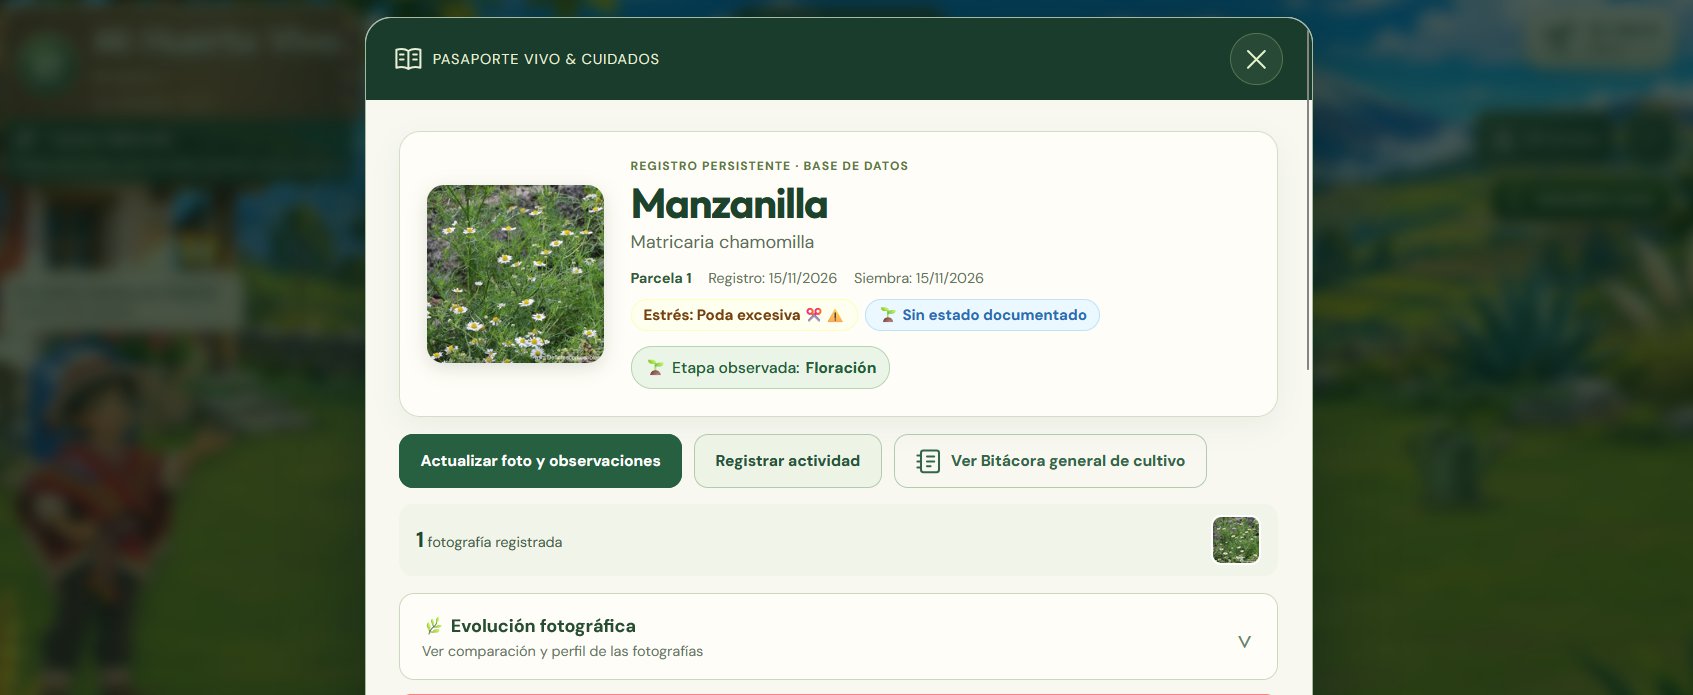 PASAPORTE VIVO & CUIDADOS
REGISTRO PERSISTENTE · BASE DE DATOS
Manzanilla
Matricaria chamomilla
Parcela 1 Registro: 15/11/2026 Siembra: 15/11/2026
Estrés: Poda excesiva Sin estado documentado
Etapa observada: Floración
Actualizar foto y observaciones Registrar actividad Ver Bitácora general de cultivo
1 fotografía registrada
Evolución fotográfica
Ver comparación y perfil de las fotografías